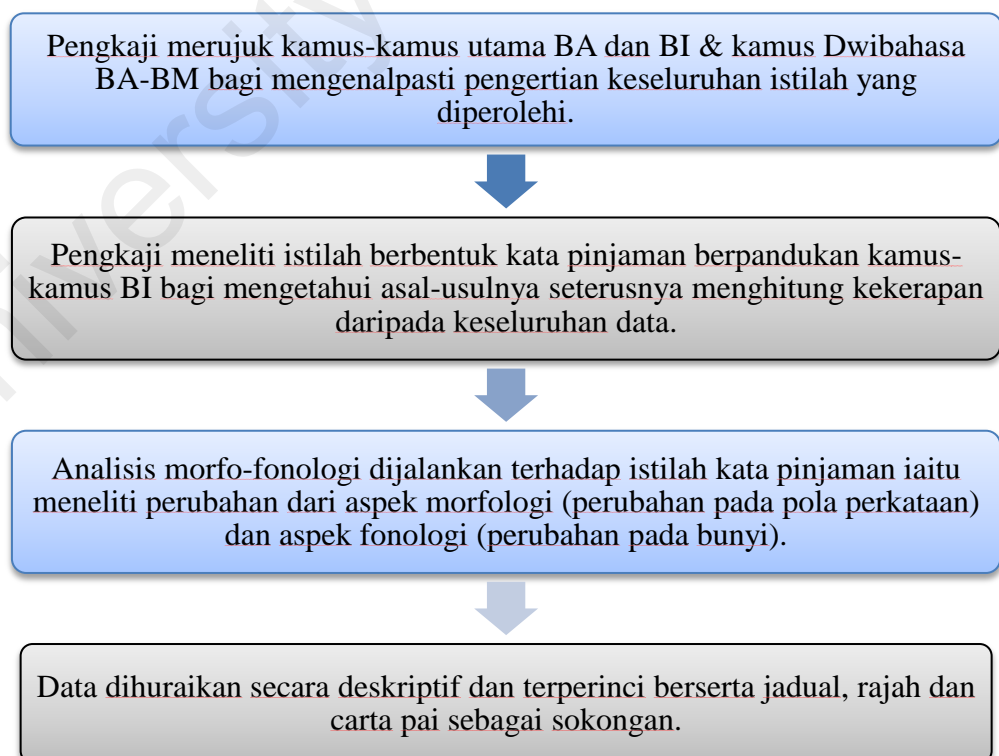 Pengkaji merujuk kamus-kamus utama BA dan BI & kamus Dwibahasa
BA-BM bagi mengenalpasti pengertian keseluruhan istilah yang
diperolehi.
Pengkaji meneliti istilah berbentuk kata pinjaman berpandukan kamus-
kamus BI bagi mengetahui asal-usulnya seterusnya menghitung kekerapan
daripada keseluruhan data.
Analisis morfo-fonologi dijalankan terhadap istilah kata pinjaman iaitu
meneliti perubahan dari aspek morfologi (perubahan pada pola perkataan)
dan aspek fonologi (perubahan pada bunyi).
Data dihuraikan secara deskriptif dan terperinci berserta jadual, rajah dan
carta pai sebagai sokongan.